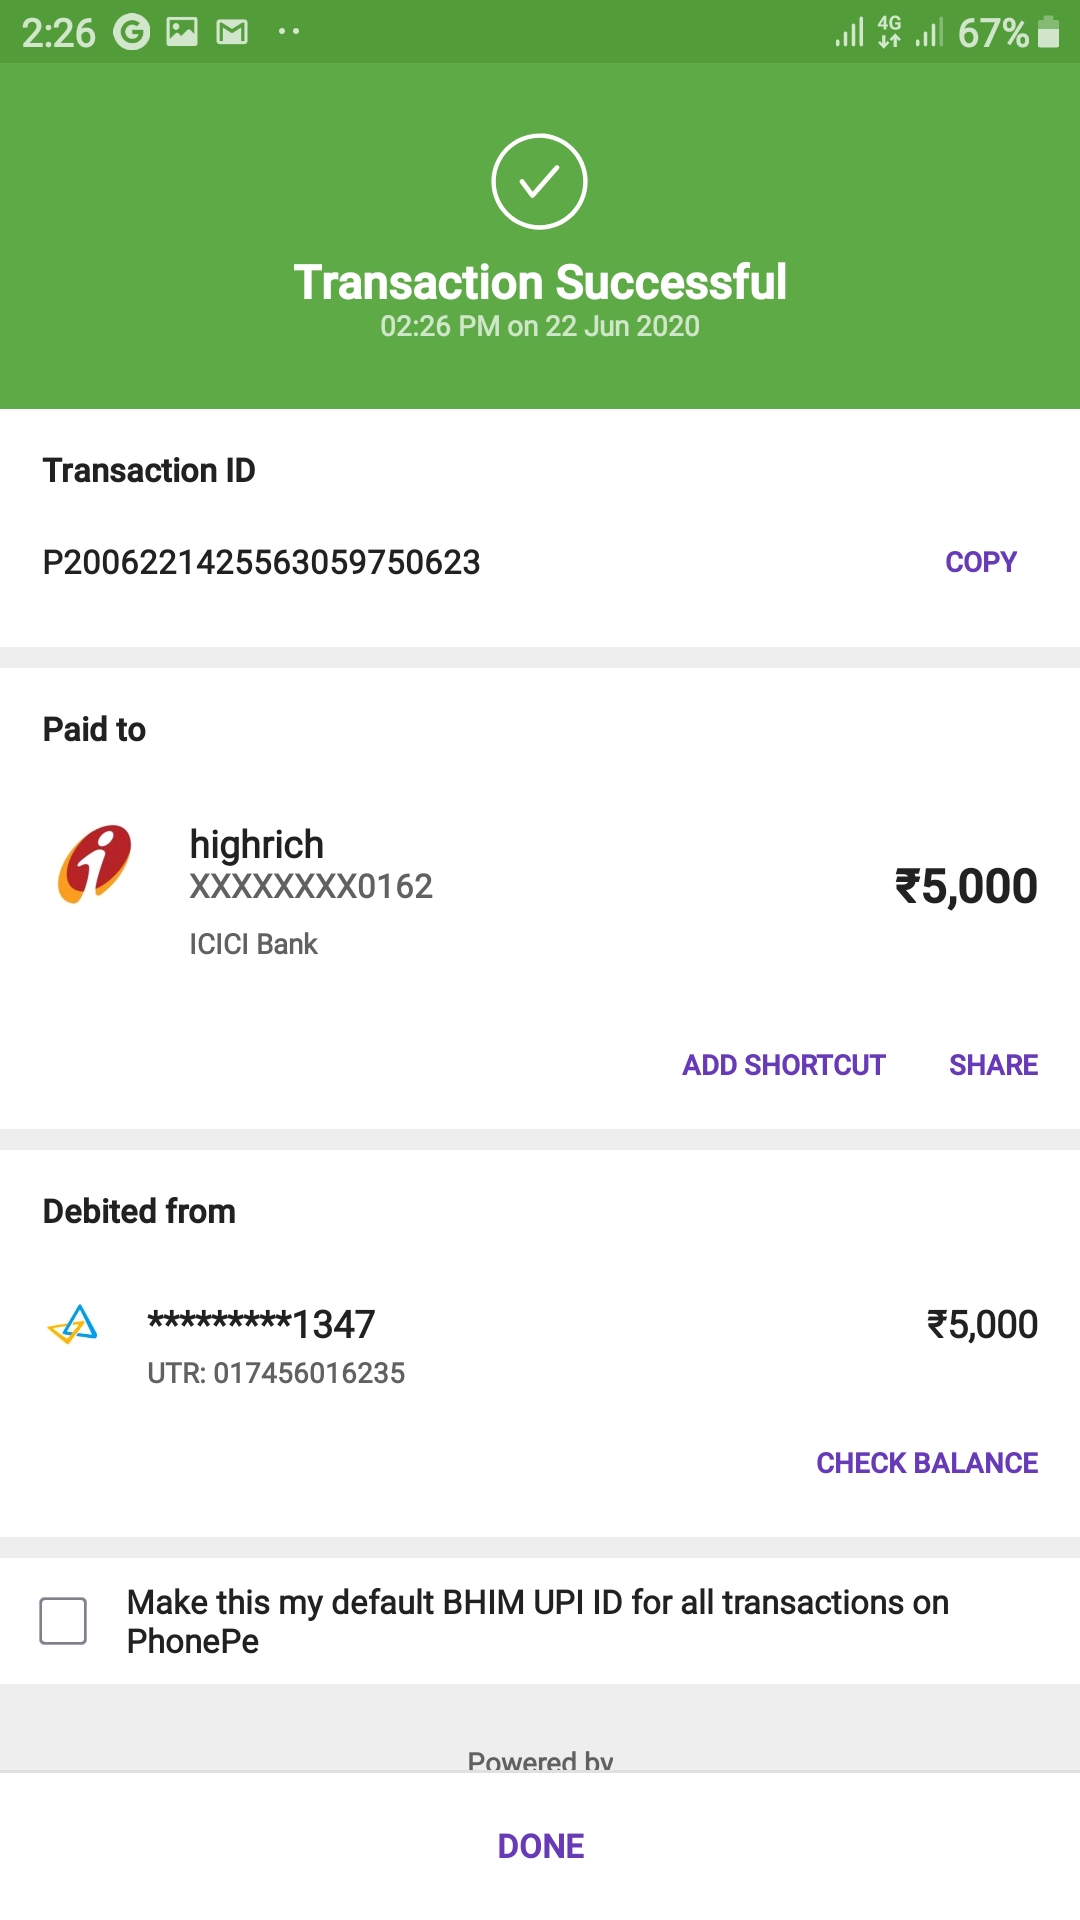 2:26
4G
67%
Transaction Successful
02:26 PM on 22 Jun 2020
Transaction ID
P2006221425563059750623
COPY
Paid to
highrich
XXXXXXXX0162
₹5,000
ICICI Bank
ADD SHORTCUT SHARE
Debited from
*********1347
₹5,000
UTR: 017456016235
CHECK BALANCE
Make this my default BHIM UPI ID for all transactions on
PhonePe
Powered by
DONE